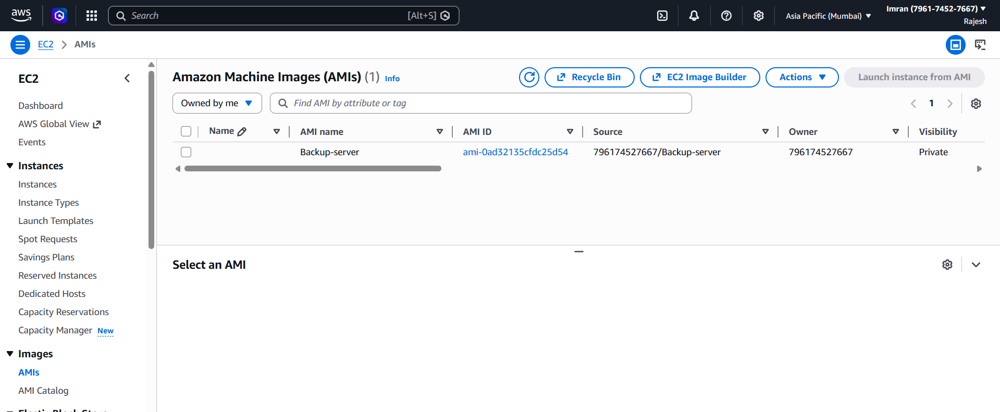 aws
Search [Alt+S]
Asia Pacific (Mumbai)
Imran (7961-7452-7667)
Rajesh
EC2 AMIs
EC2
Dashboard
AWS Global View
Events
Instances
Instances
Instance Types
Launch Templates
Spot Requests
Savings Plans
Reserved Instances
Dedicated Hosts
Capacity Reservations
Capacity Manager New
Images
AMIs
AMI Catalog
Elastic Block Store
Amazon Machine Images (AMIs) (1) Info
Recycle Bin
EC2 Image Builder
Actions
Launch instance from AMI
Owned by me
Find AMI by attribute or tag
1
Name AMI name AMI ID Source Owner Visibility
Backup-server ami-0ad32135cfdc25d54 796174527667/Backup-server 796174527667 Private
Select an AMI